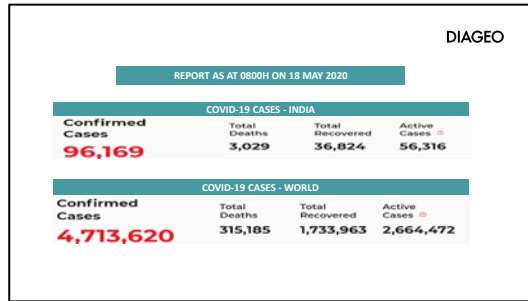 DIAGEO
REPORT AS AT 0800H ON 18 MAY 2020
COVID-19 CASES - INDIA
Confirmed Cases
96,169
Total Deaths
3,029
Total Recovered
36,824
Active Cases
56,316
COVID-19 CASES - WORLD
Confirmed Cases
4,713,620
Total Deaths
315,185
Total Recovered
1,733,963
Active Cases
2,664,472